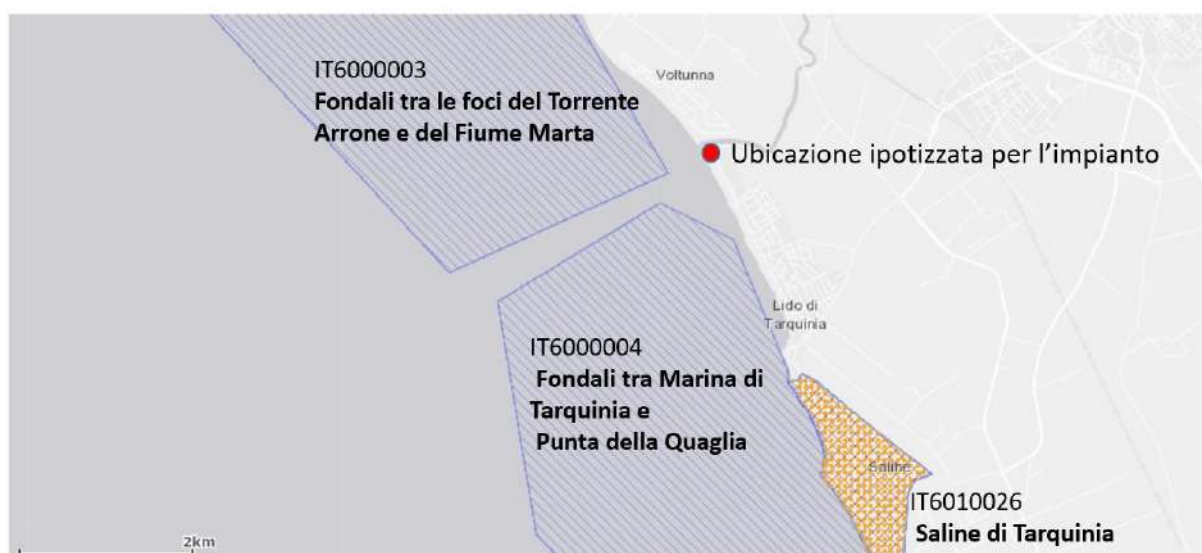 IT6000003
Fondali tra le foci del Torrente
Arrone e del Fiume Marta
Voltunna
Ubicazione ipotizzata per l'impianto
Lido di
Tarquinia
IT6000004
Fondali tra Marina di
Tarquinia e
Punta della Quaglia
Saline
IT6010026
Saline di Tarquinia
2km